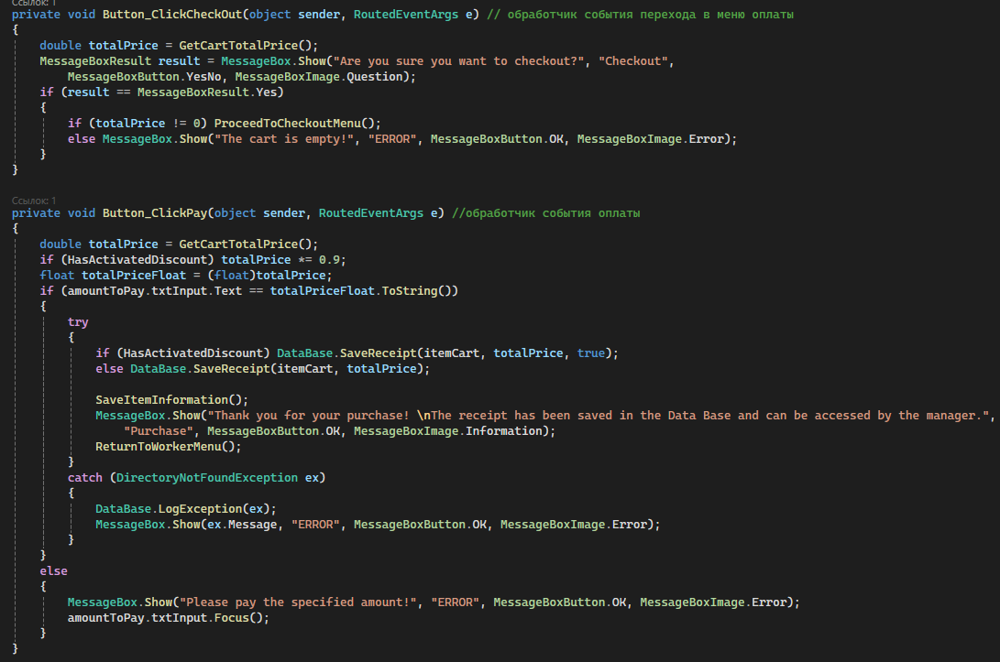 Ссылок: 1
private void Button_ClickCheckOut(object sender, RoutedEventArgs e) // обработчик события перехода в меню оплаты
{
    double totalPrice = GetCartTotalPrice();
    MessageBoxResult result = MessageBox.Show("Are you sure you want to checkout?", "Checkout",
        MessageBoxButton.YesNo, MessageBoxImage.Question);
    if (result == MessageBoxResult.Yes)
    {
        if (totalPrice != 0) ProceedToCheckoutMenu();
        else MessageBox.Show("The cart is empty!", "ERROR", MessageBoxButton.OK, MessageBoxImage.Error);
    }
}
Ссылок: 1
private void Button_ClickPay(object sender, RoutedEventArgs e) //обработчик события оплаты
{
    double totalPrice = GetCartTotalPrice();
    if (HasActivatedDiscount) totalPrice *= 0.9;
    float totalPriceFloat = (float)totalPrice;
    if (amountToPay.txtInput.Text == totalPriceFloat.ToString())
    {
        try
        {
            if (HasActivatedDiscount) DataBase.SaveReceipt(itemCart, totalPrice, true);
            else DataBase.SaveReceipt(itemCart, totalPrice);
            SaveItemInformation();
            MessageBox.Show("Thank you for your purchase! \nThe receipt has been saved in the Data Base and can be accessed by the manager.",
                "Purchase", MessageBoxButton.OK, MessageBoxImage.Information);
            ReturnToWorkerMenu();
        }
        catch (DirectoryNotFoundException ex)
        {
            DataBase.LogException(ex);
            MessageBox.Show(ex.Message, "ERROR", MessageBoxButton.OK, MessageBoxImage.Error);
        }
    }
    else
    {
        MessageBox.Show("Please pay the specified amount!", "ERROR", MessageBoxButton.OK, MessageBoxImage.Error);
        amountToPay.txtInput.Focus();
    }
}